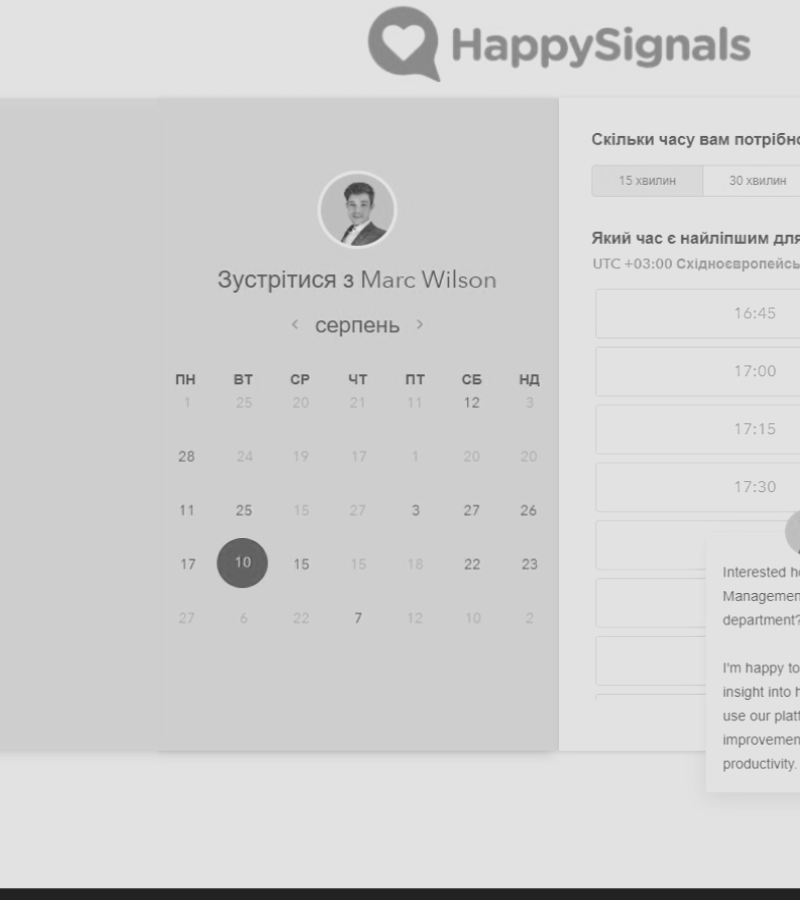 HappySignals
Зустрітися з Marc Wilson
серпень
ПН ВТ СР ЧТ ПТ СБ НД
1 25 20 21 11 12 3
28 24 19 17 1 20 20
11 25 15 27 3 27 26
17 10 15 15 18 22 23
27 6 22 7 12 10 2
Скільки часу вам потрібно
15 хвилин 30 хвилин
Який час є найліпшим для
UTC +03:00 Східноєвропейсь
16:45
17:00
17:15
17:30
Interested h
Managemen
department?
I'm happy to
insight into h
use our platf
improvemen
productivity.